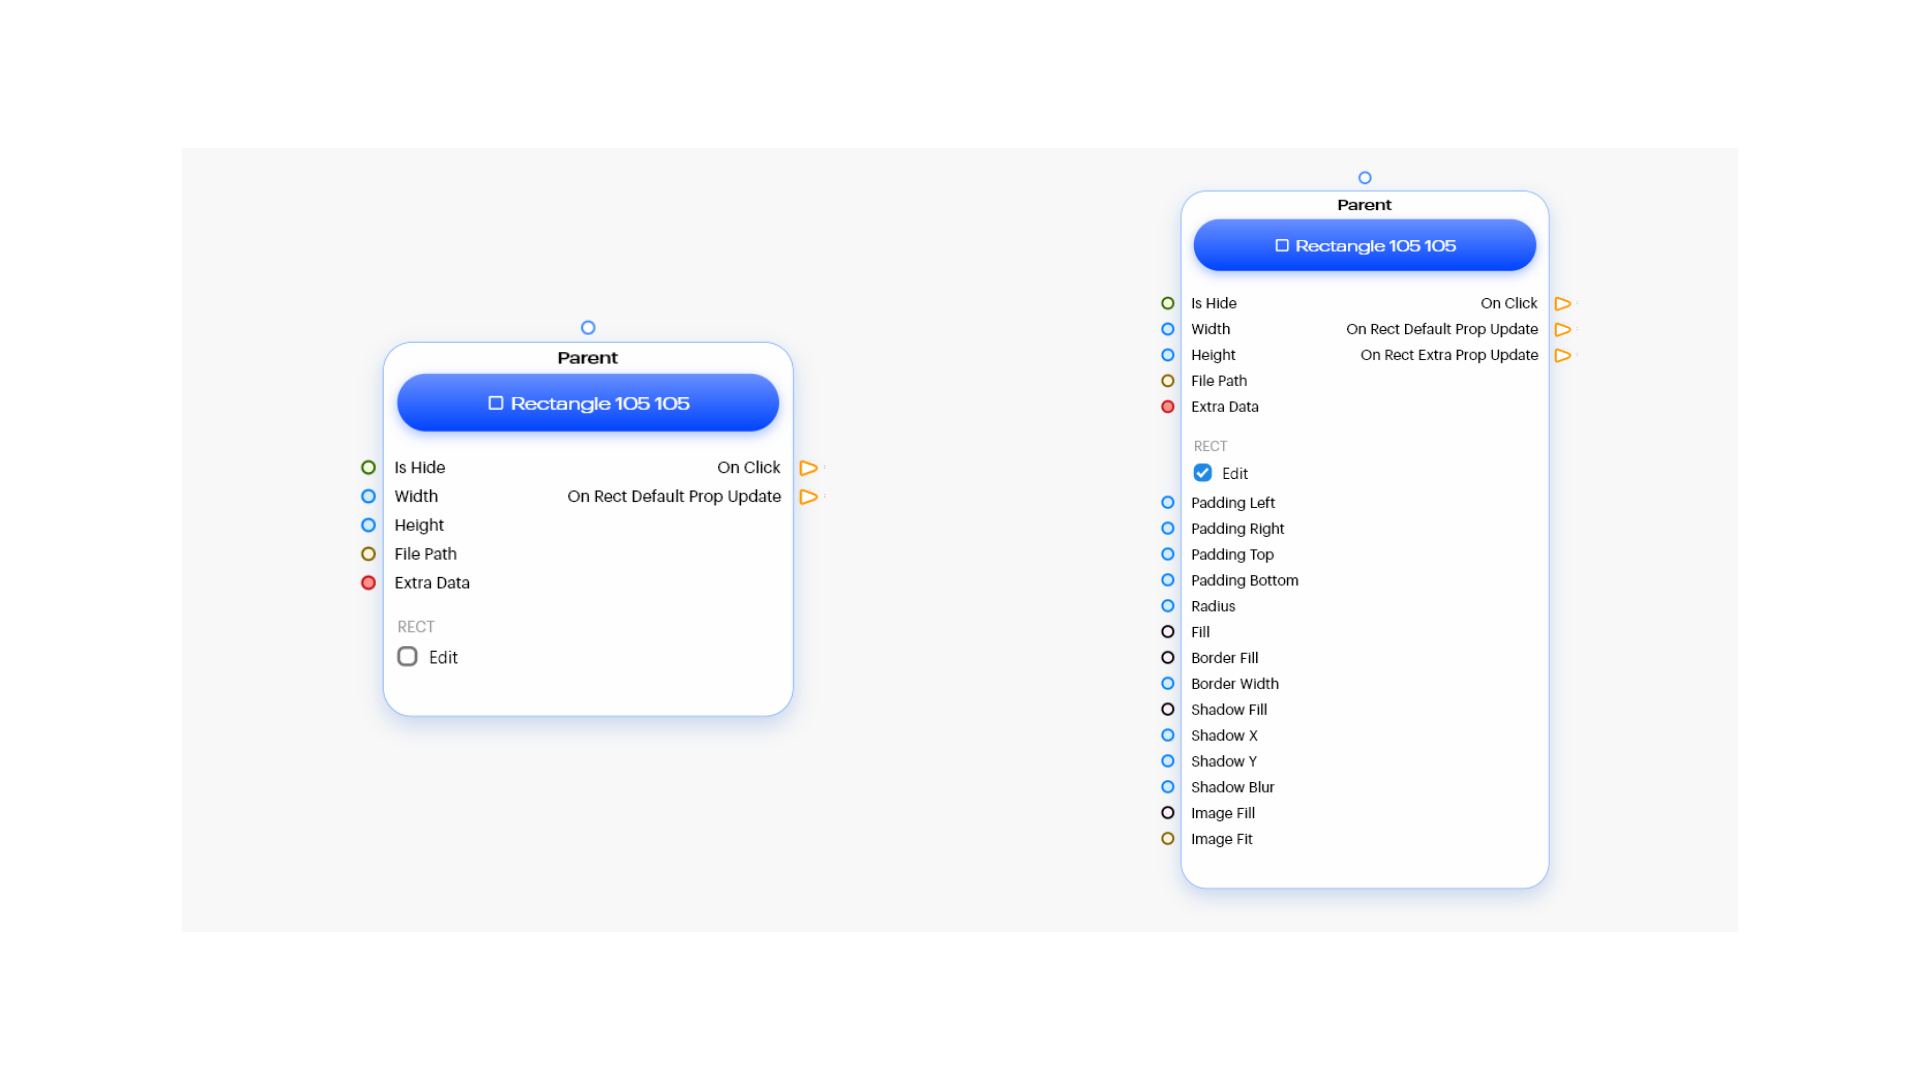 Parent
Rectangle 105 105
Is Hide
On Click
Width
On Rect Default Prop Update
Height
File Path
Extra Data
RECT
Edit
Parent
Rectangle 105 105
Is Hide
On Click
Width
On Rect Default Prop Update
Height
On Rect Extra Prop Update
File Path
Extra Data
RECT
Edit
Padding Left
Padding Right
Padding Top
Padding Bottom
Radius
Fill
Border Fill
Border Width
Shadow Fill
Shadow X
Shadow Y
Shadow Blur
Image Fill
Image Fit